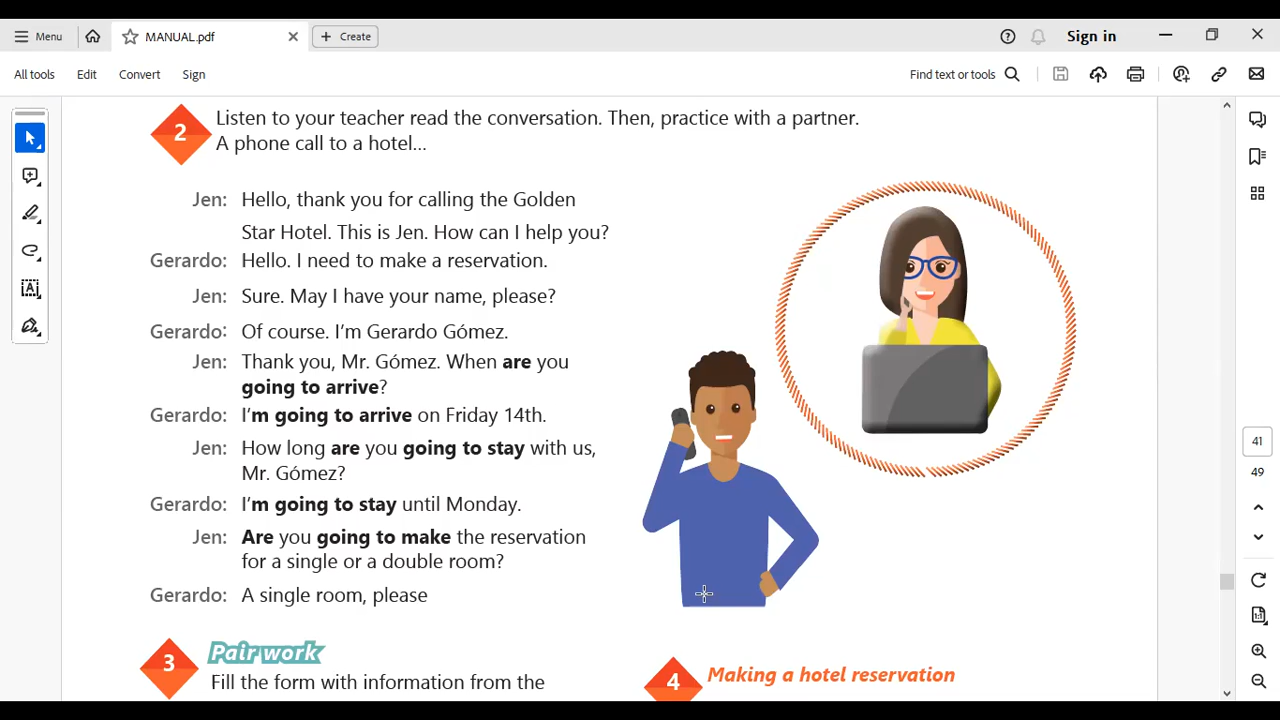 Menu
MANUAL.pdf
Create
Sign in
All tools
Edit
Convert
Sign
Find text or tools
2
Listen to your teacher read the conversation. Then, practice with a partner.
A phone call to a hotel...
Jen: Hello, thank you for calling the Golden
Star Hotel. This is Jen. How can I help you?
Gerardo: Hello. I need to make a reservation.
Jen: Sure. May I have your name, please?
Gerardo: Of course. I'm Gerardo Gómez.
Jen: Thank you, Mr. Gómez. When are you
going to arrive?
Gerardo: I'm going to arrive on Friday 14th.
Jen: How long are you going to stay with us,
Mr. Gómez?
Gerardo: I'm going to stay until Monday.
Jen: Are you going to make the reservation
for a single or a double room?
Gerardo: A single room, please
3
Pair work
Fill the form with information from the
4
Making a hotel reservation
41
49
1:1